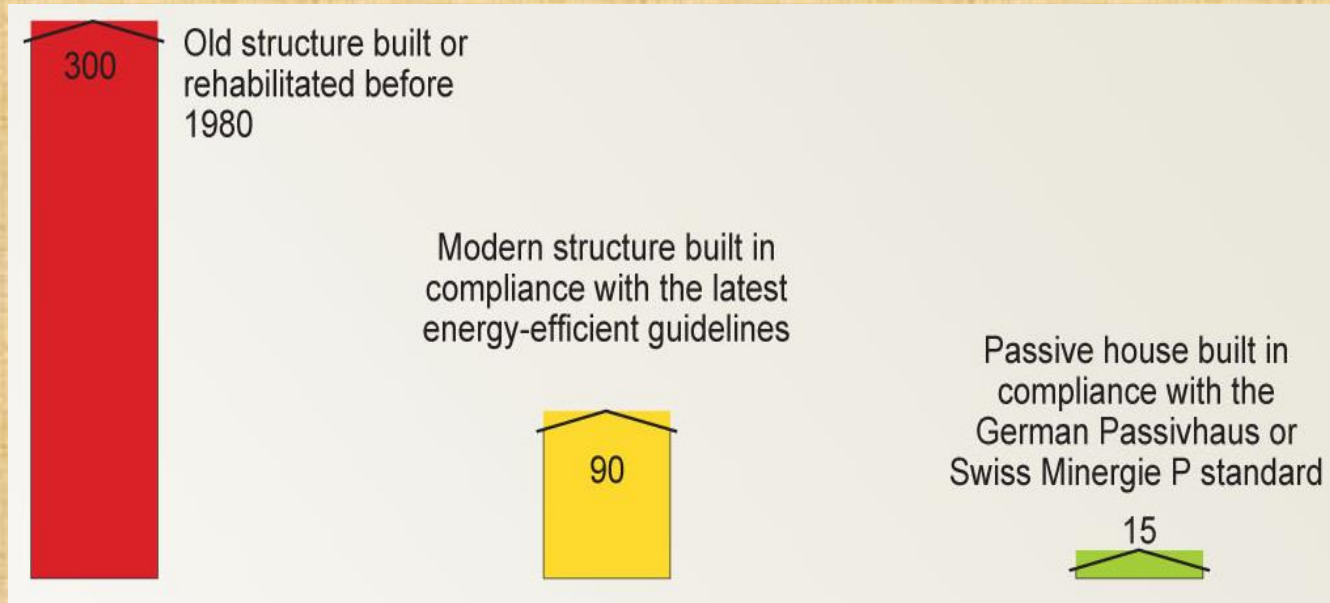 300
Old structure built or
rehabilitated before
1980
Modern structure built in
compliance with the latest
energy-efficient guidelines
90
Passive house built in
compliance with the
German Passivhaus or
Swiss Minergie P standard
15